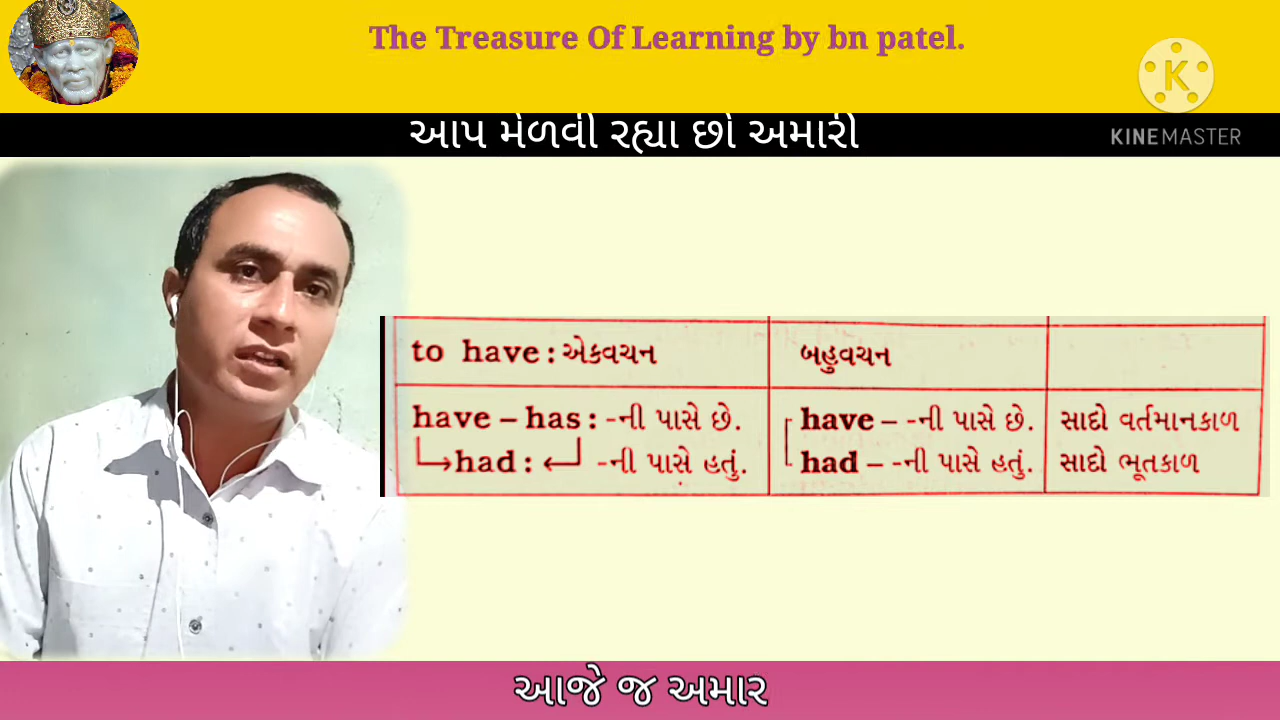 The Treasure Of Learning by bn patel.
K
આપ મેળવી રહ્યા છો અમારી
KINEMASTER
to have : એકવચન બહુવચન
have – has : -ની પાસે છે. have – -ની પાસે છે. સાદો વર્તમાનકાળ
had : -ની પાસે હતું. had – -ની પાસે હતું. સાદો ભૂતકાળ
આજે જ અમાર